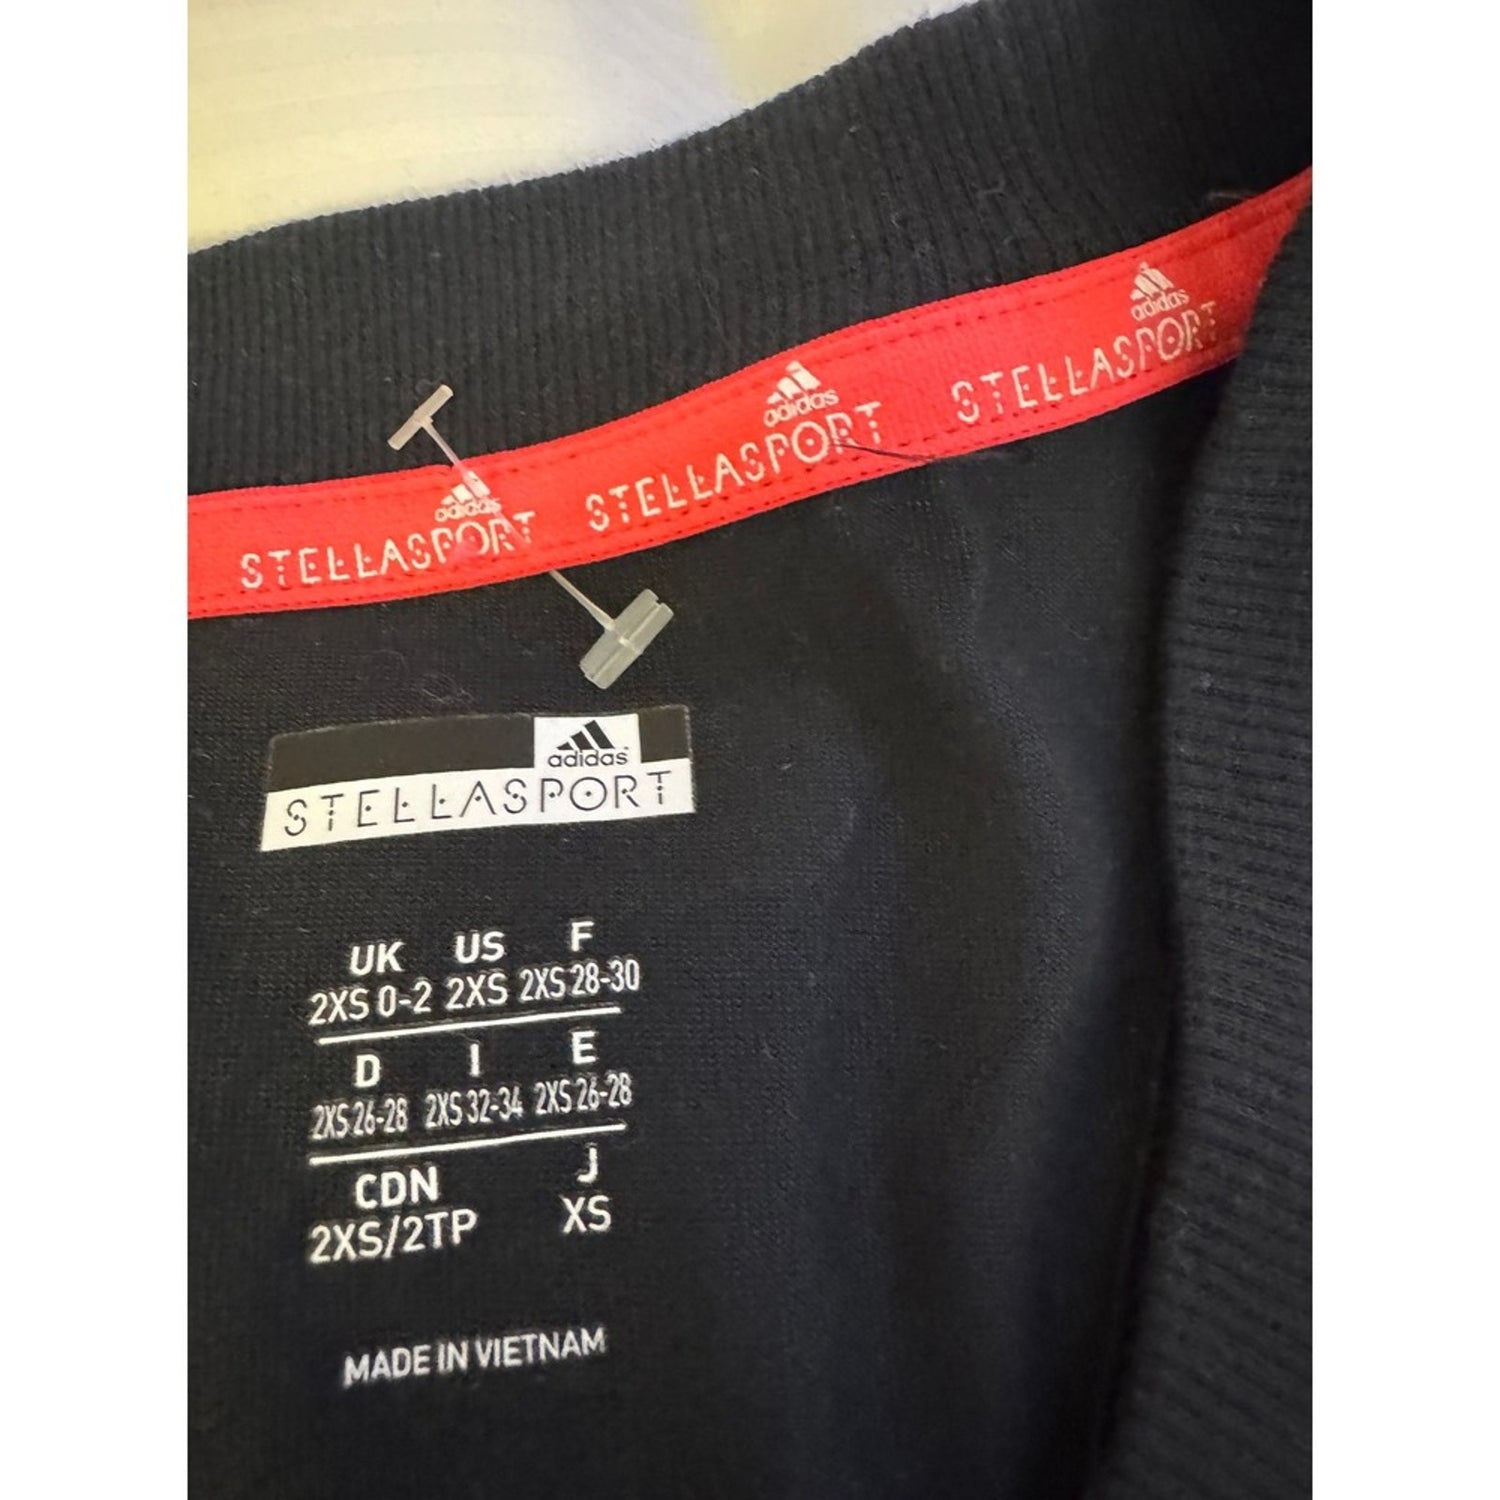 adidas
STELLASPORT
adidas
STELLASPORT
adidas
STELLASPORT
adidas
STELLASPORT
UK US F
2XS 0-2 2XS 2XS 28-30
D I E
2XS 26-28 2XS 32-34 2XS 26-28
CDN J
2XS/2TP XS
MADE IN VIETNAM